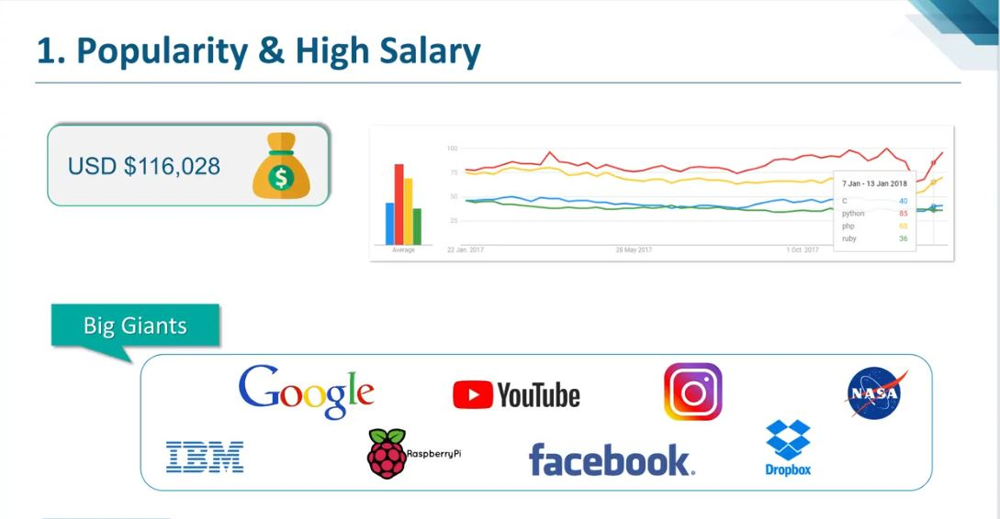 1. Popularity & High Salary
USD $116,028
$
100
75
50
25
Average
22 Jan. 2017
28 May 2017
1 Oct. 2017
7 Jan - 13 Jan 2018
C 40
python 85
php 65
ruby 36
Big Giants
Google
YouTube
NASA
IBM
RaspberryPi
facebook.
Dropbox